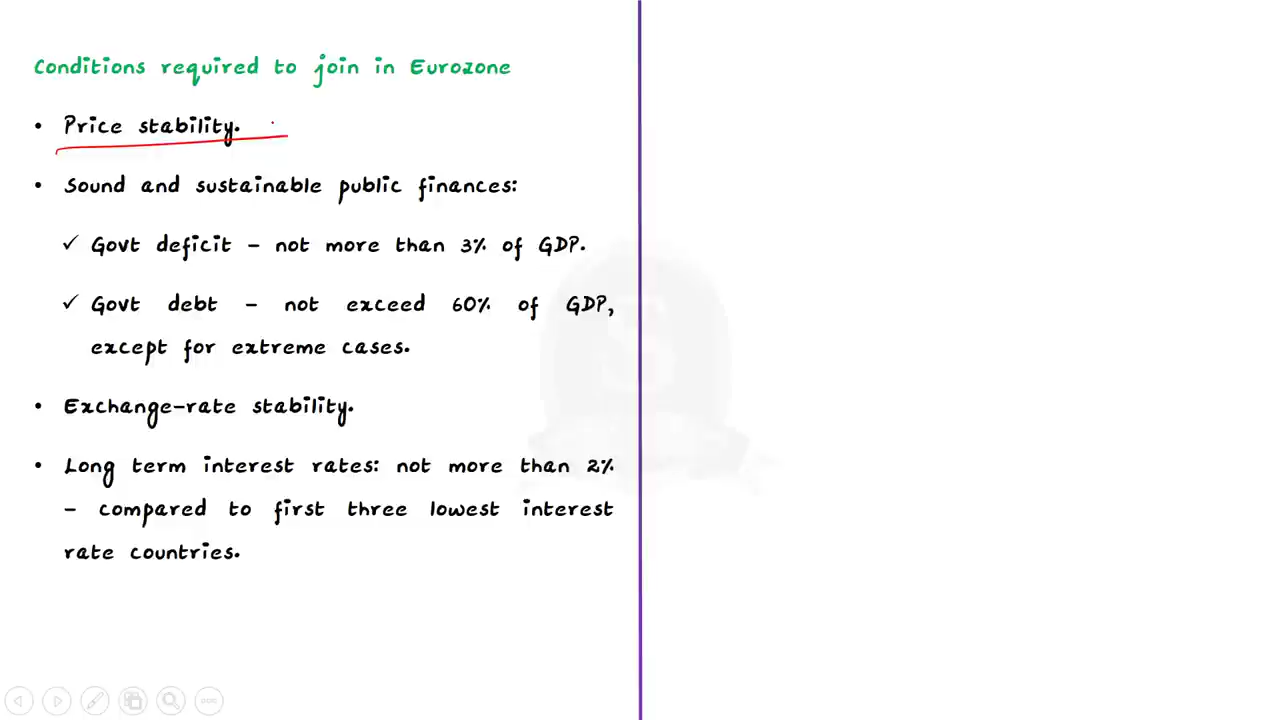 Conditions required to join in Eurozone
• Price stability.
• Sound and sustainable public finances:
✓ Govt deficit – not more than 3% of GDP.
✓ Govt debt – not exceed 60% of GDP,
except for extreme cases.
• Exchange-rate stability.
• Long term interest rates: not more than 2%
– compared to first three lowest interest
rate countries.